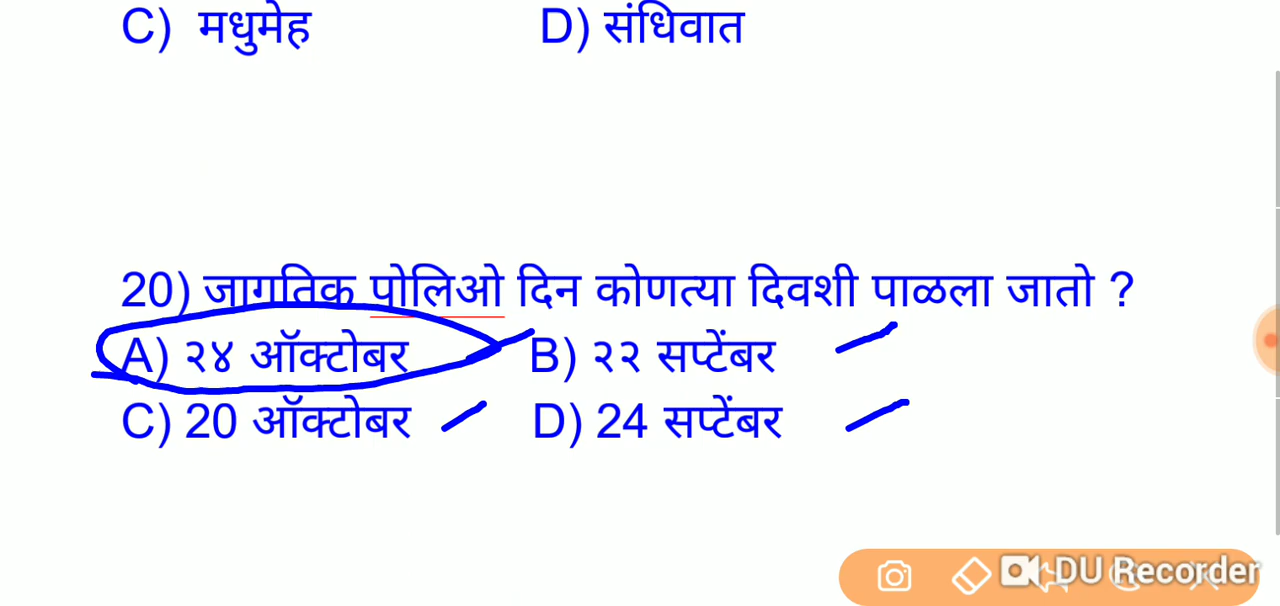 C) मधुमेह D) संधिवात
20) जागतिक पोलिओ दिन कोणत्या दिवशी पाळला जातो ?
A) २४ ऑक्टोबर B) २२ सप्टेंबर
C) 20 ऑक्टोबर D) 24 सप्टेंबर
DU Recorder